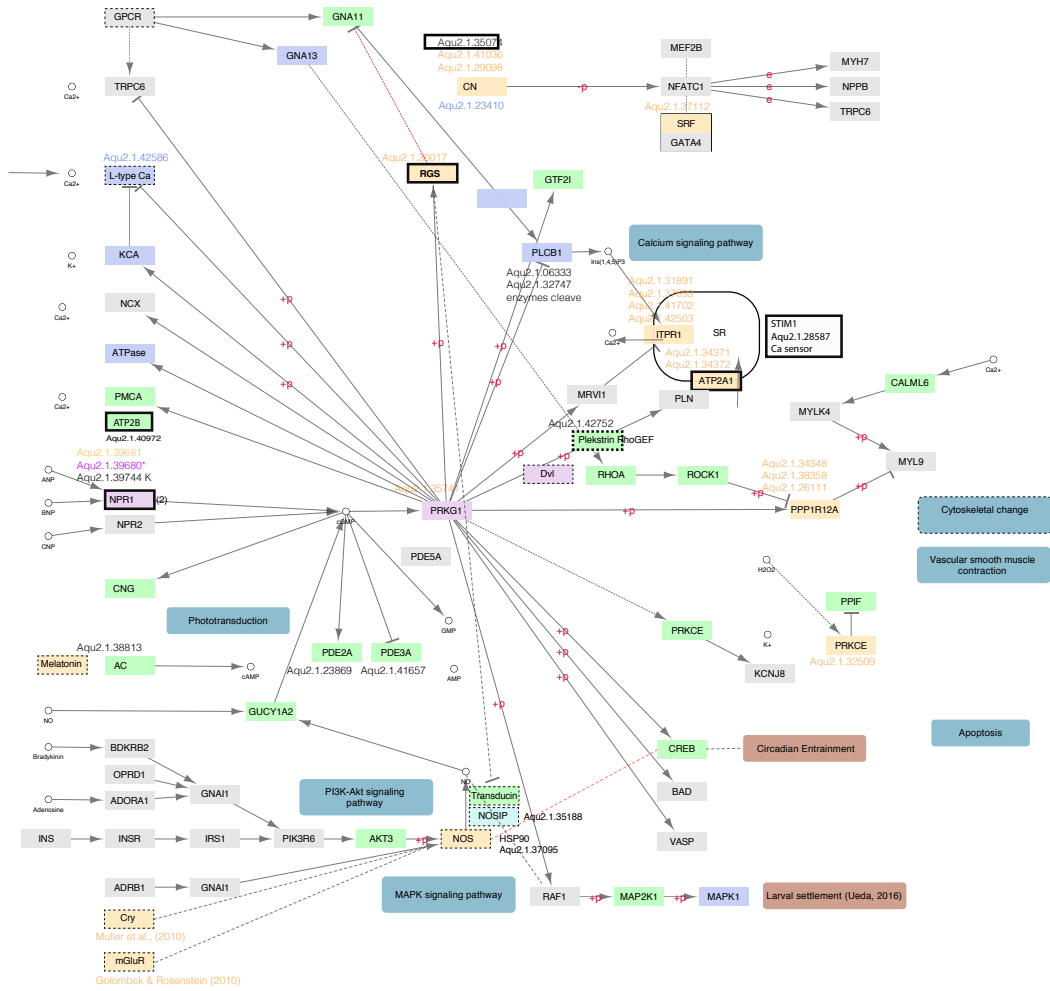 GPCR
GNA11
GNA13
Aqu2.1.35074
Aqu2.1.41036
Aqu2.1.29098
CN
Aqu2.1.23410
-p
MEF2B
NFATC1
Aqu2.1.37112
SRF
GATA4
e
e
e
MYH7
NPPB
TRPC6
TRPC6
Ca2+
Aqu2.1.42586
L-type Ca
Ca2+
RGS
GTF2I
PLCB1
Aqu2.1.06333
Aqu2.1.32747
enzymes cleave
Ins(1,4,5)P3
Calcium signaling pathway
KCA
K+
NCX
Ca2+
ATPase
PMCA
Ca2+
ATP2B
Aqu2.1.40972
+p
+p
+p
+p
+p
+p
Aqu2.1.31891
Aqu2.1.41702
Aqu2.1.42503
ITPR1
Ca2+
SR
Aqu2.1.34371
Aqu2.1.34372
ATP2A1
STIM1
Aqu2.1.28587
Ca sensor
PLN
MRVI1
Aqu2.1.42752
Plekstrin RhoGEF
+p
+p
Dvl
RHOA
ROCK1
+p
CALML6
Ca2+
MYLK4
+p
MYL9
+p
Aqu2.1.34348
Aqu2.1.38358
Aqu2.1.26111
PPP1R12A
Aqu2.1.39681
Aqu2.1.39680*
Aqu2.1.39744 K
ANP
BNP
NPR1
(2)
CNP
NPR2
cGMP
PRKG1
+p
PDE5A
CNG
Phototransduction
PDE2A
Aqu2.1.23869
PDE3A
Aqu2.1.41657
GMP
AMP
Cytoskeletal change
Vascular smooth muscle
contraction
H2O2
PPIF
PRKCE
Aqu2.1.32509
K+
PRKCE
KCNJ8
+p
+p
+p
+p
Aqu2.1.38813
Melatonin
AC
cAMP
NO
GUCY1A2
Apoptosis
CREB
Circadian Entrainment
BAD
VASP
Bradykinin
BDKRB2
OPRD1
Adenosine
ADORA1
GNAI1
PI3K-Akt signaling
pathway
NO
Transducin
NOSIP
Aqu2.1.35188
INS
INSR
IRS1
PIK3R6
AKT3
+p
NOS
HSP90
Aqu2.1.37095
ADRB1
GNAI1
MAPK signaling pathway
RAF1
+p
MAP2K1
+p
MAPK1
Larval settlement (Ueda, 2016)
Cry
Muller et al., (2010)
mGluR
Golombek & Rosenstein (2010)